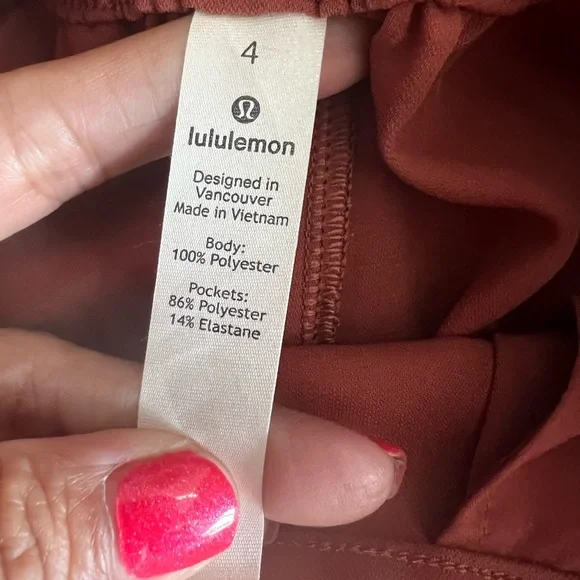 4
lululemon
Designed in
Vancouver
Made in Vietnam
Body:
100% Polyester
Pockets:
86% Polyester
14% Elastane